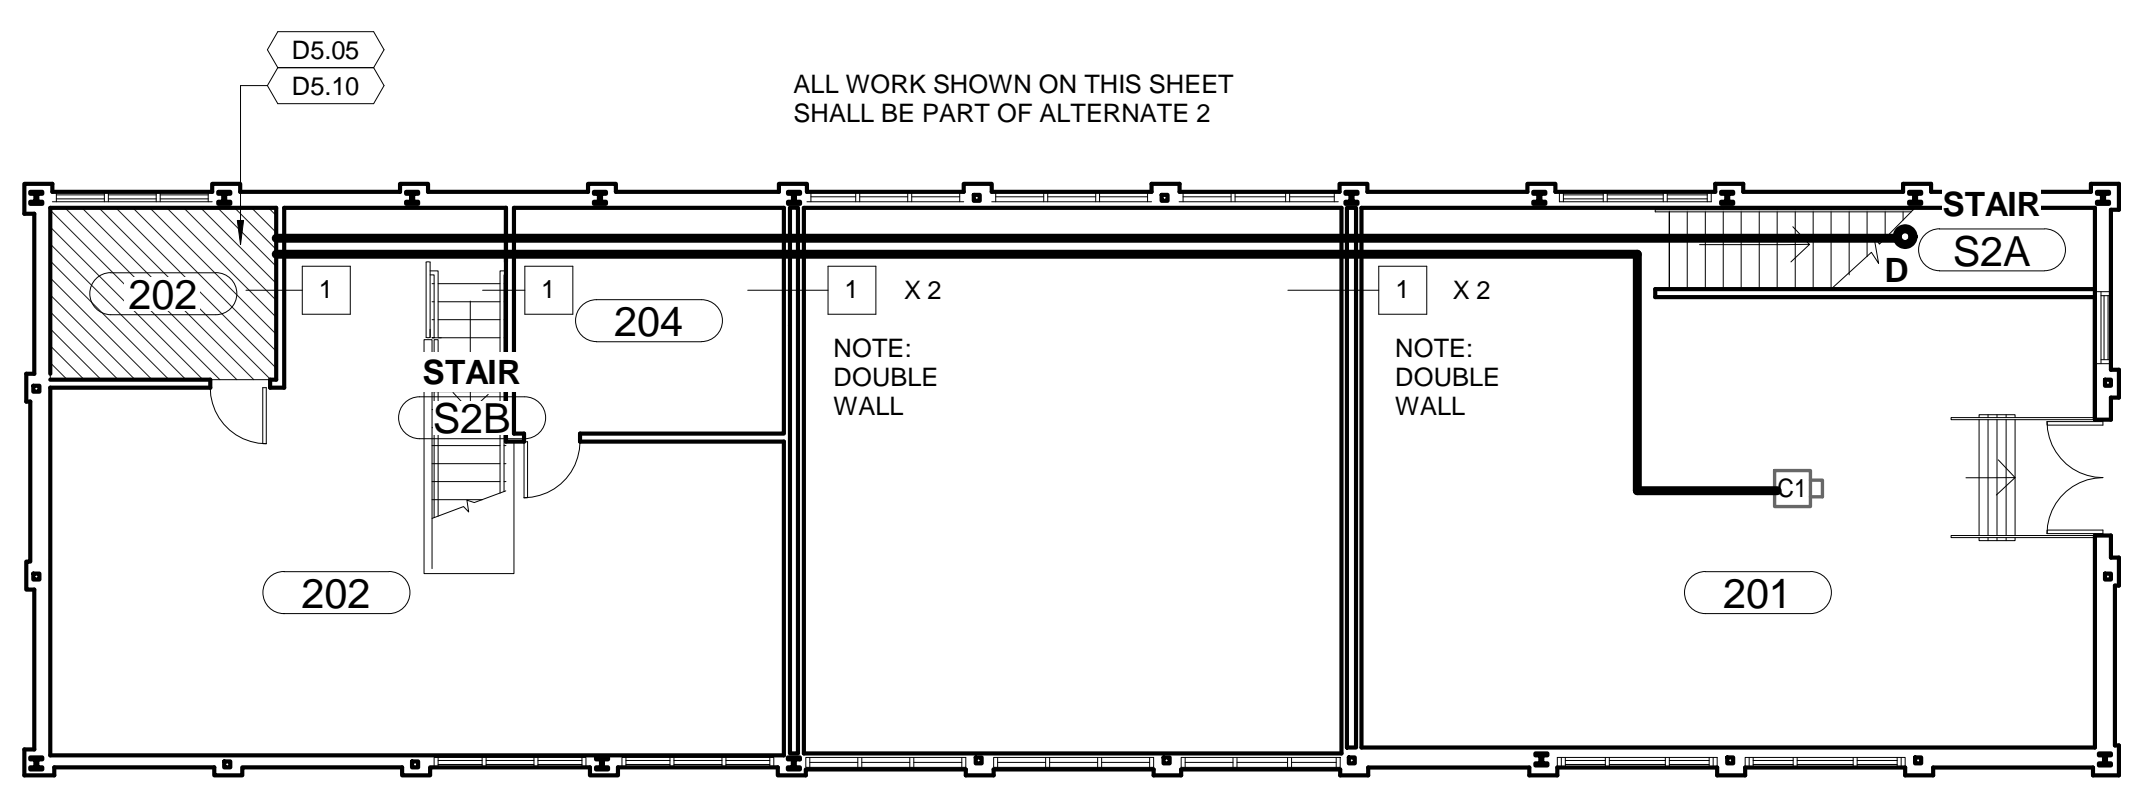 D5.05
D5.10
ALL WORK SHOWN ON THIS SHEET
SHALL BE PART OF ALTERNATE 2
STAIR
S2A
D
202
1
1
204
1 X 2
1 X 2
NOTE:
DOUBLE
WALL
NOTE:
DOUBLE
WALL
STAIR
S2B
C1
202
201